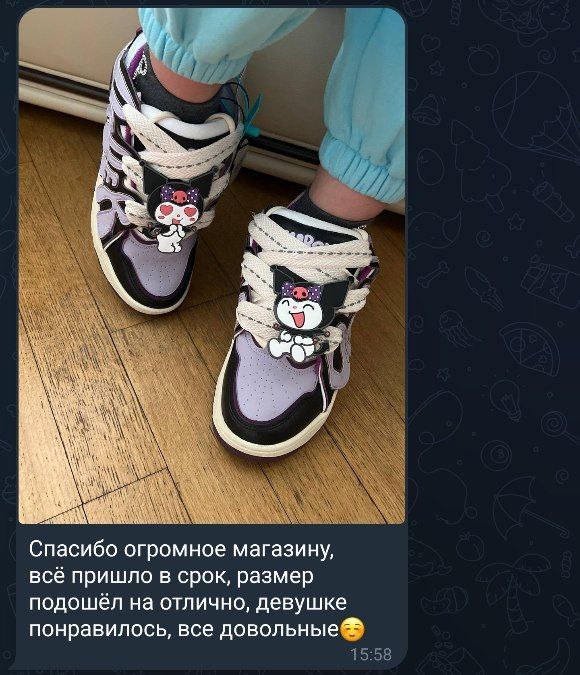 Спасибо огромное магазину,
всё пришло в срок, размер
подошёл на отлично, девушке
понравилось, все довольные☺️
15:58